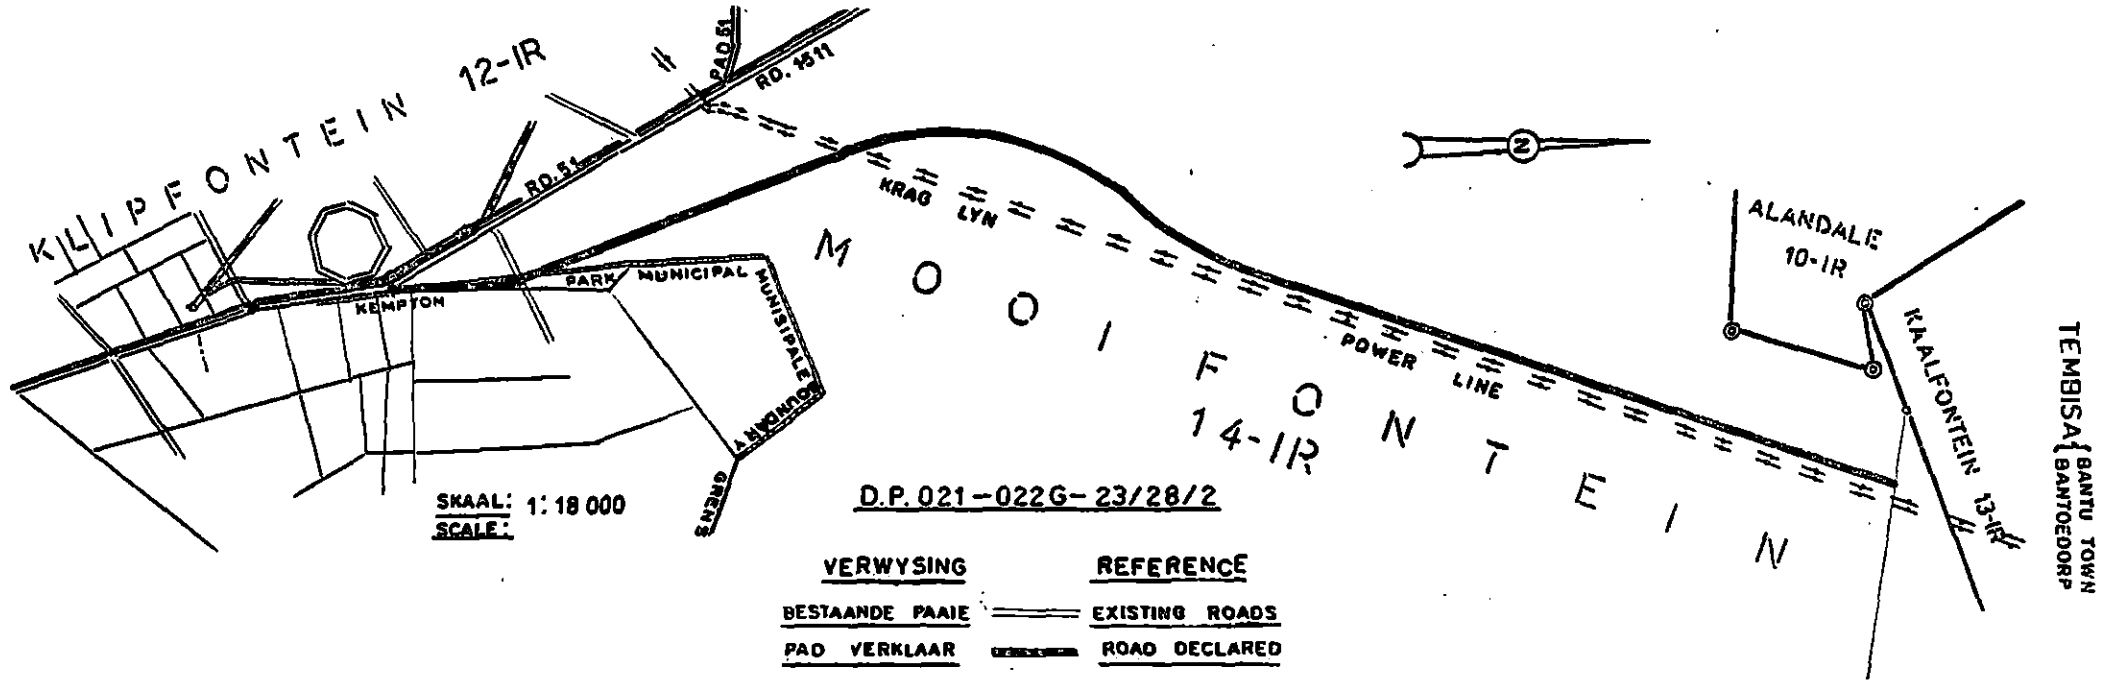 KLIPFONTEIN 12-IR
PAD 51
RD. 1511
RD. 51
KRAG LYN
N
ALANDALE
10-IR
KAALFONTEIN 13-IR
TEMBISA { BANTU TOWN
BANTOEDORP
KEMPTON PARK MUNICIPAL
MUNISIPALE
BOUNDARY
GRENS
MOOIFONTEIN
14-IR
POWER LINE
SKAAL: 1:18 000
SCALE:
D.P. 021-022G-23/28/2
VERWYSING REFERENCE
BESTAANDE PAAIE EXISTING ROADS
PAD VERKLAAR ROAD DECLARED